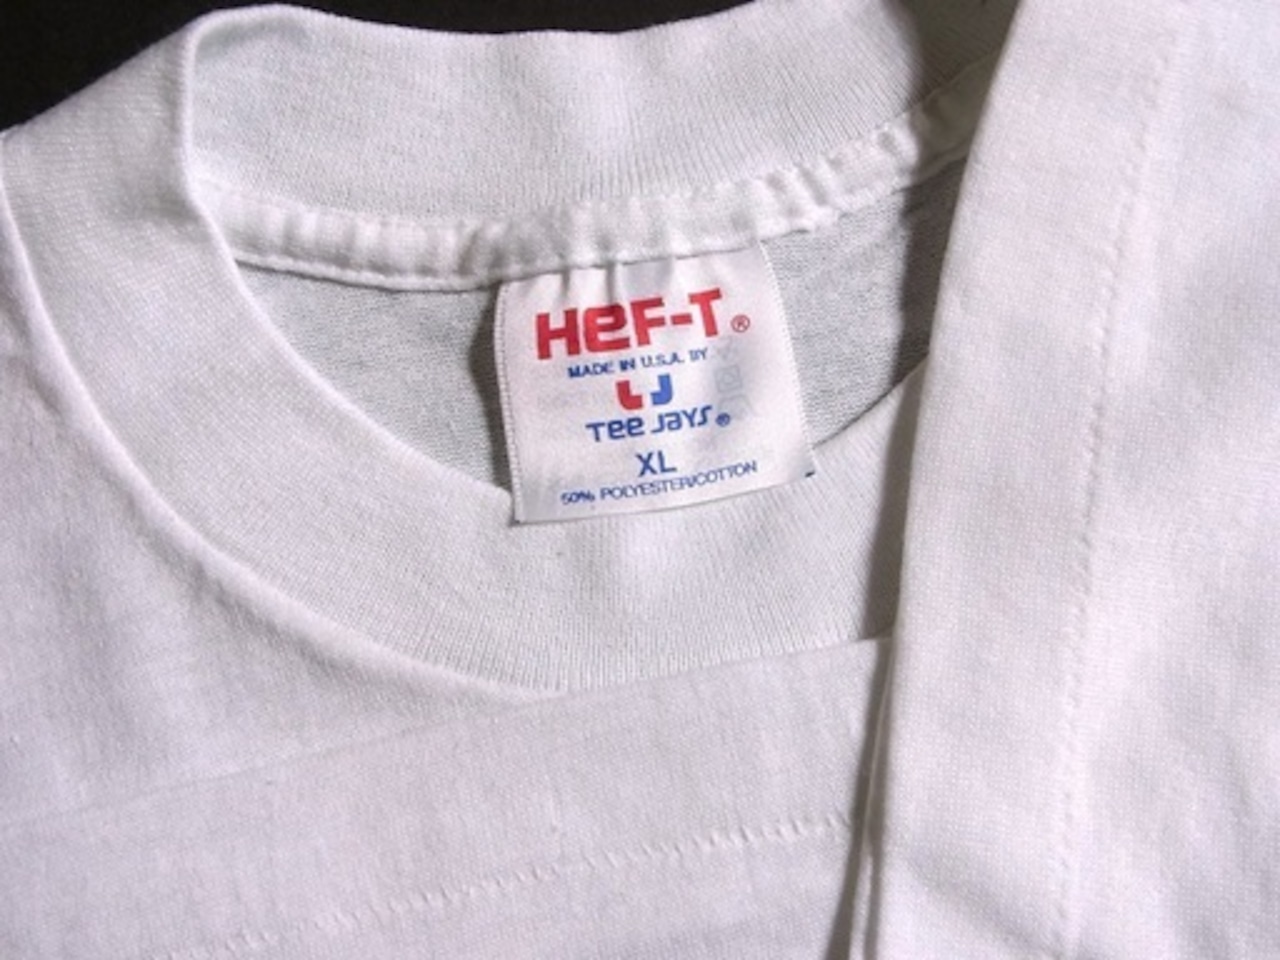 HeF-T®
MADE IN U.S.A. BY
TEE JAYS®
XL
50% POLYESTER/COTTON